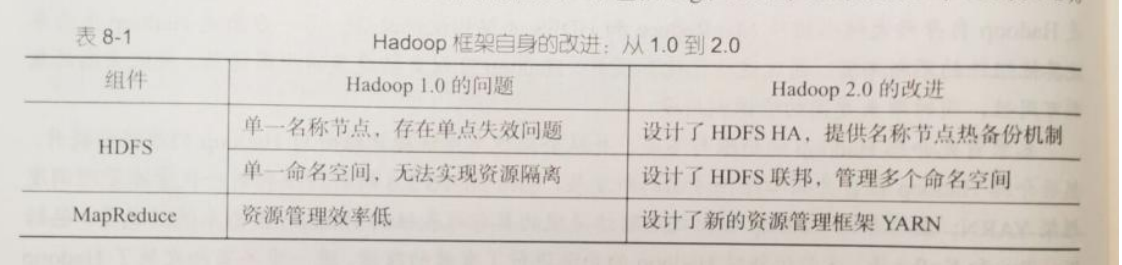 表 8-1
Hadoop 框架自身的改进：从 1.0 到 2.0
组件 Hadoop 1.0 的问题 Hadoop 2.0 的改进
HDFS
单一名称节点，存在单点失效问题 设计了 HDFS HA，提供名称节点热备份机制
单一命名空间，无法实现资源隔离 设计了 HDFS 联邦，管理多个命名空间
MapReduce 资源管理效率低 设计了新的资源管理框架 YARN